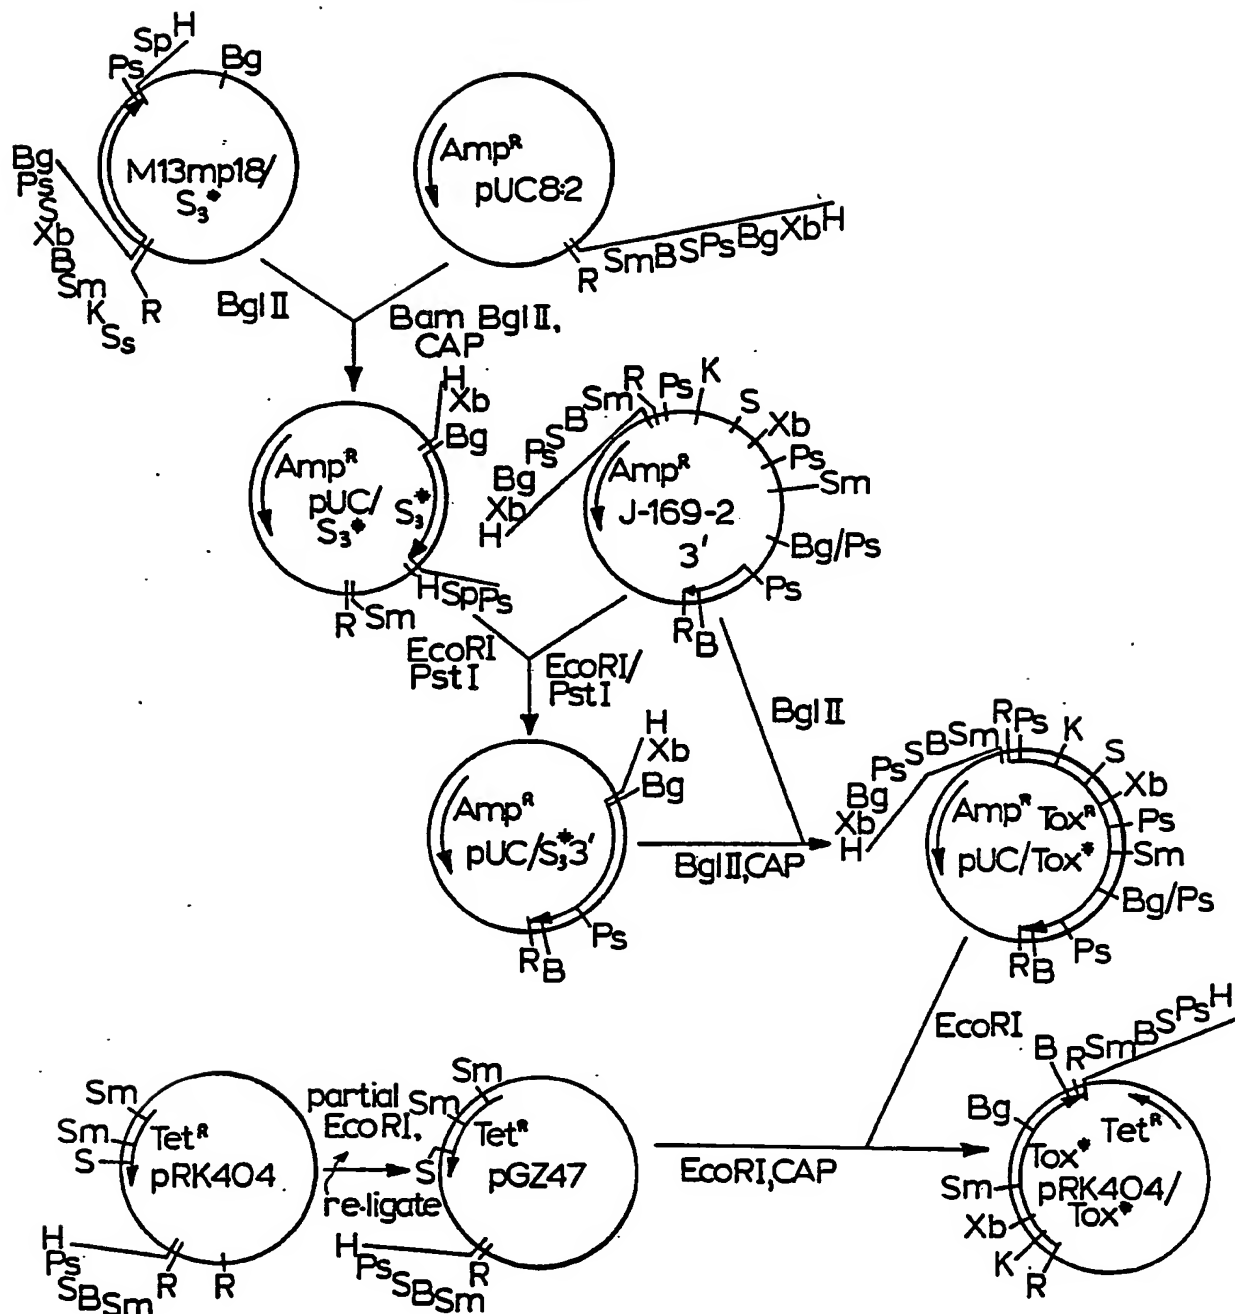 Ps Sp H
Bg
M13mp18/
S₃*
Bg
Ps
S
Xb
B
Sm
K
Ss
R
Ampᴿ
pUC8:2
R Sm B S Ps Bg Xb H
Bgl II
Bam Bgl II,
CAP
H
Xb
Bg
Ampᴿ
pUC/
S₃*
S₃*
H Sp Ps
R Sm
H Xb Bg Ps S B Sm R
Ps
K
S
Xb
Ps
Sm
Bg/Ps
Ps
R B
Ampᴿ
J-169-2
3'
EcoRI
Pst I
EcoRI/
Pst I
Bgl II
H
Xb
Bg
Ampᴿ
pUC/S₃*3'
Ps
R B
Bgl II,CAP
H Xb Bg Ps S B Sm R
Ps
K
S
Xb
Ps
Sm
Bg/Ps
Ps
R B
Ampᴿ Toxᴿ
pUC/Tox*
EcoRI
Sm
Sm
S
Tetᴿ
pRK404
H
Ps
S B Sm
R
R
partial
EcoRI,
re-ligate
Sm
Sm
S
Tetᴿ
pGZ47
H
Ps
S B Sm
R
EcoRI,CAP
B
R Sm B S Ps H
Bg
Sm
Xb
K
R
Tetᴿ
Tox*
pRK404/
Tox*